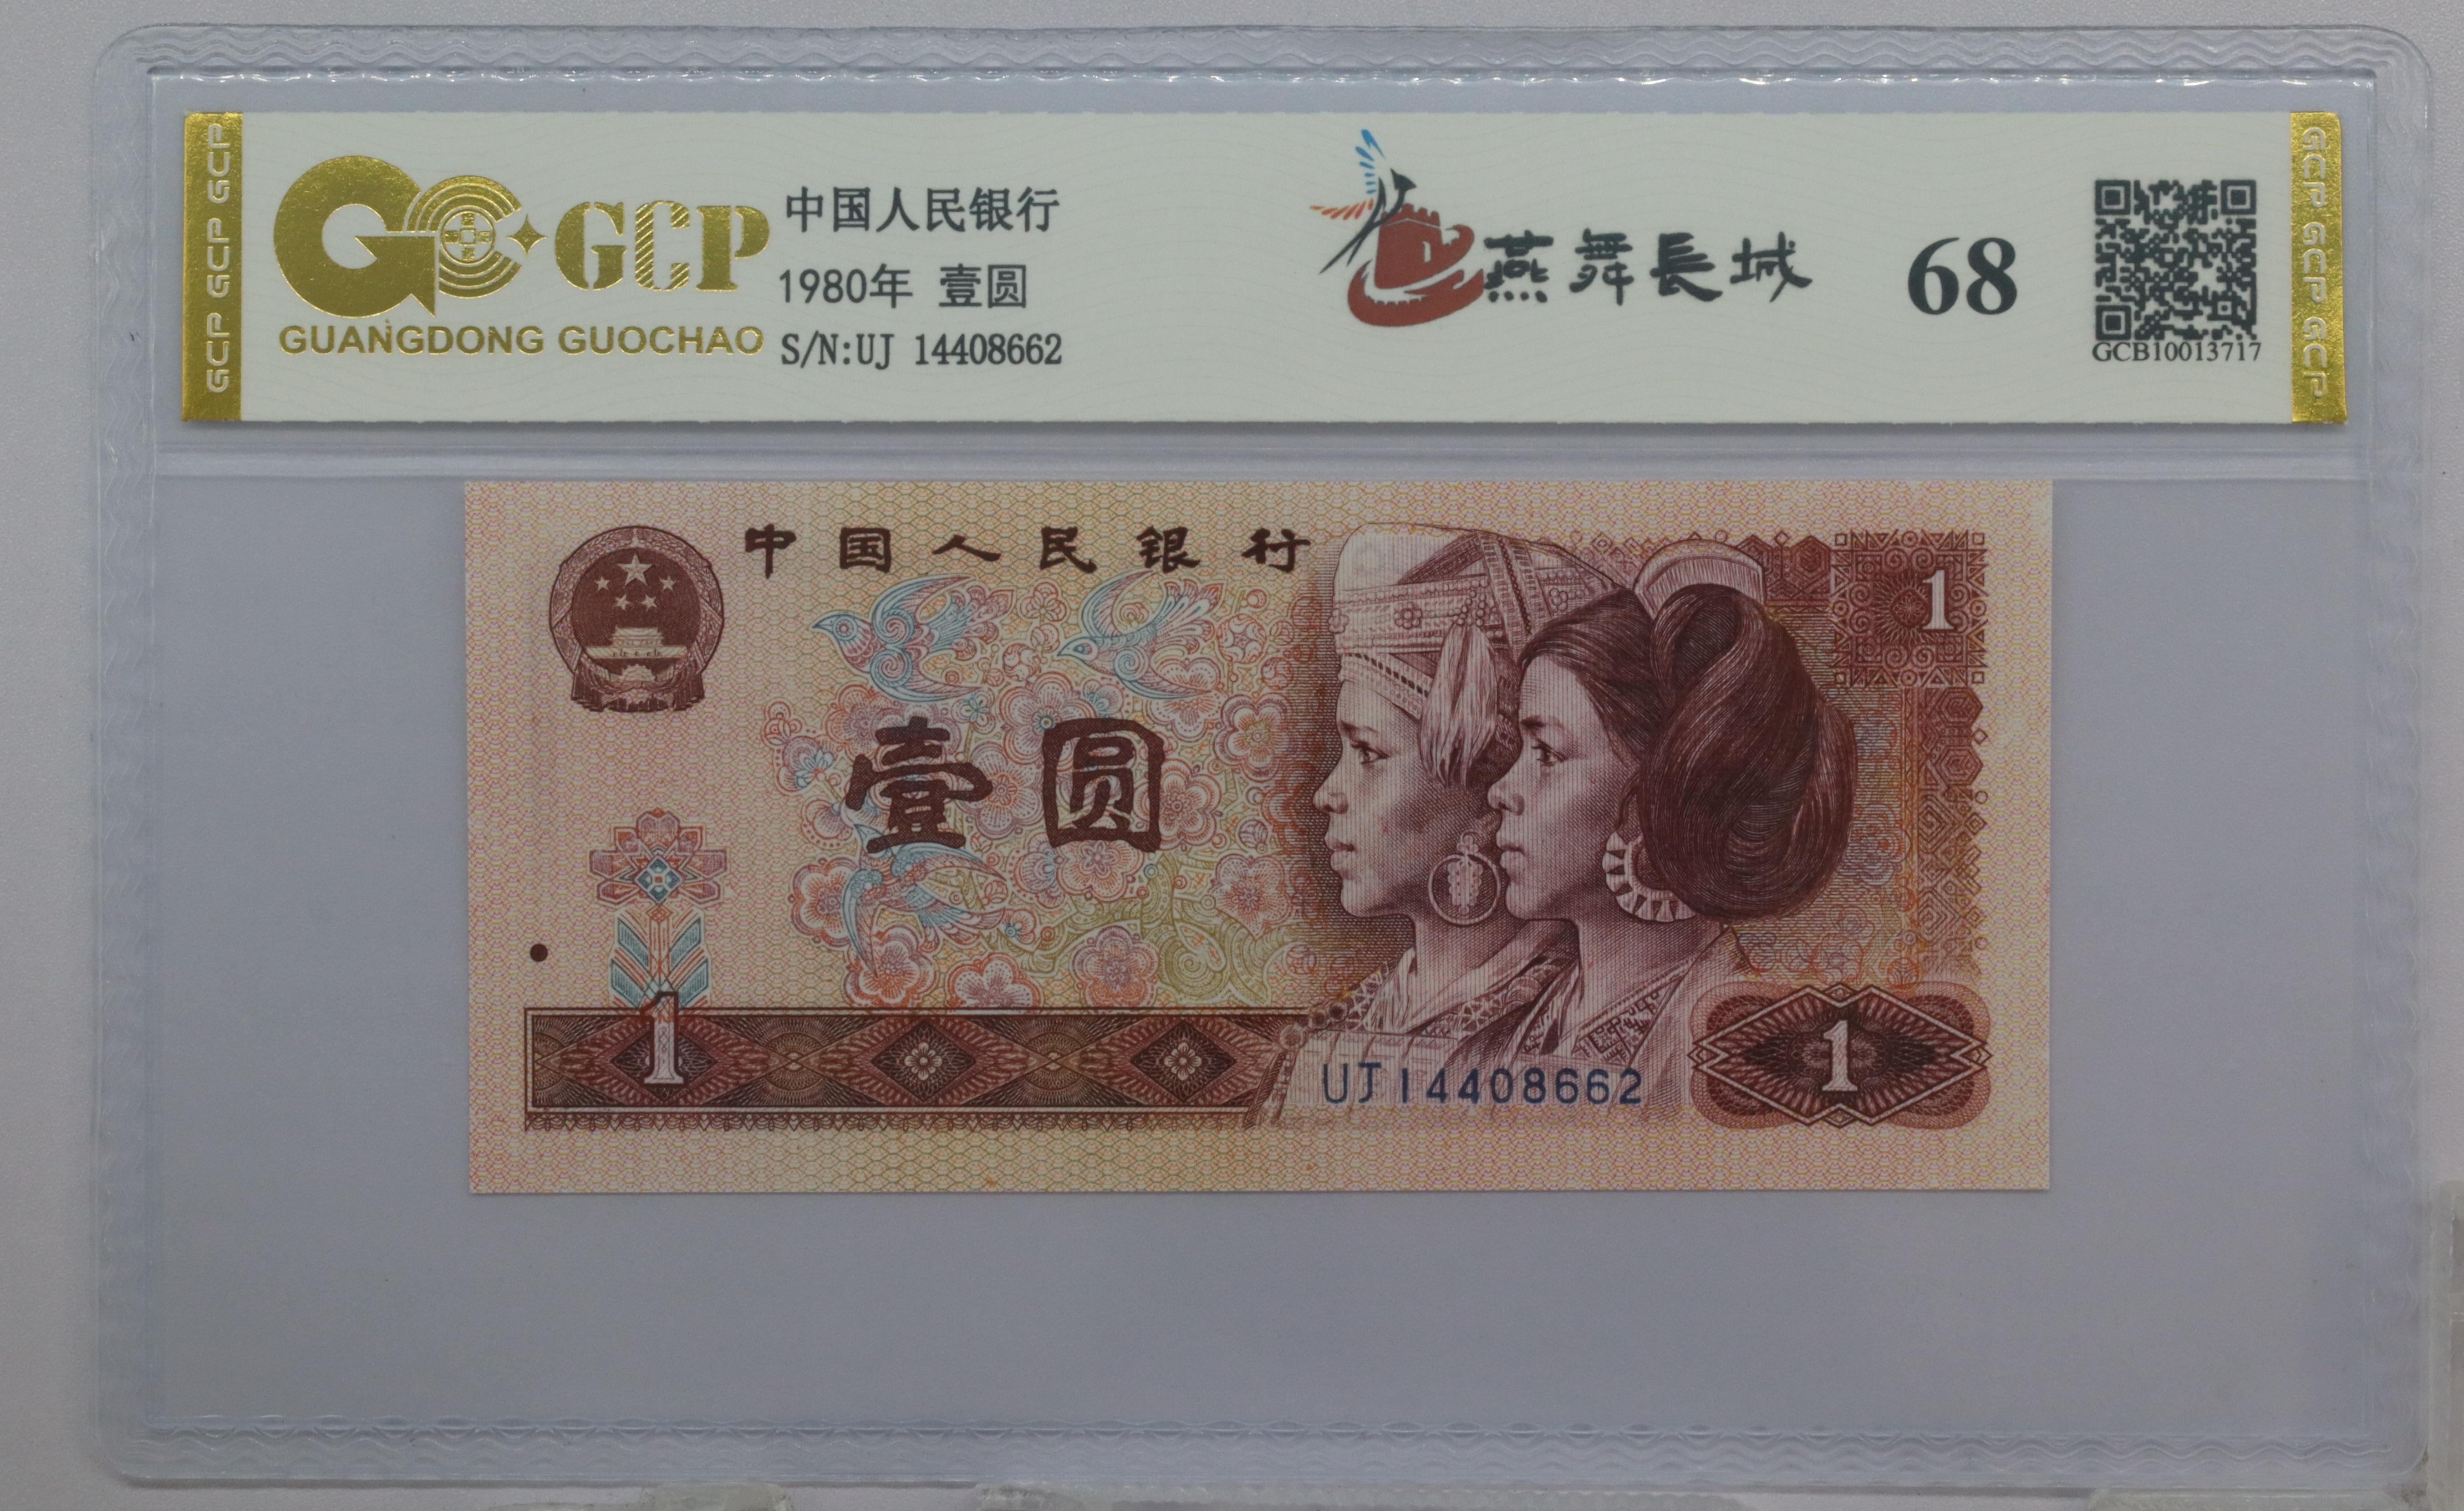 GCP GCP GCP
GCP
GUANGDONG GUOCHAO
中国人民银行
1980年 壹圆
S/N:UJ 14408662
燕舞長城
68
GCB10013717
GCP GCP GCP
中国人民银行
1
壹圆
1
UJ14408662
1